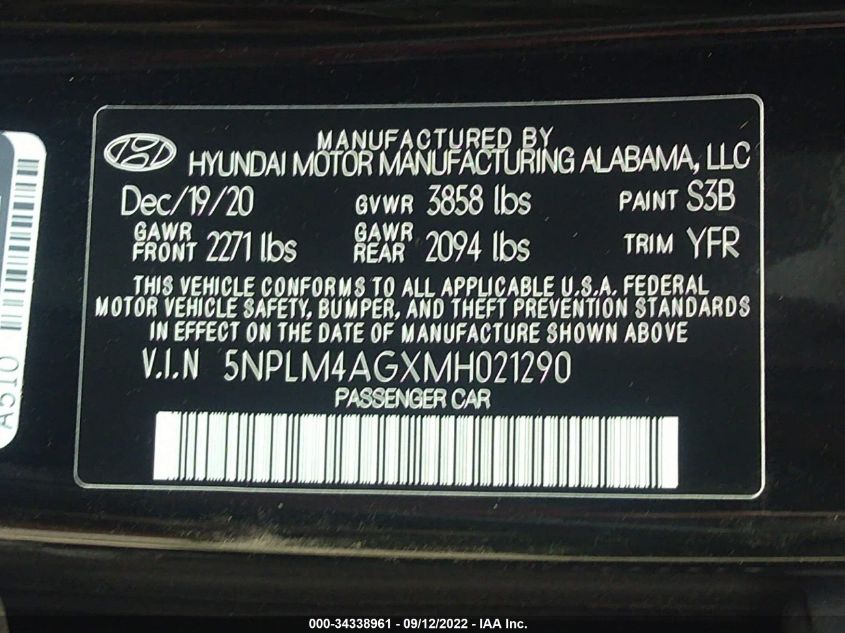 MANUFACTURED BY
HYUNDAI MOTOR MANUFACTURING ALABAMA, LLC
Dec/19/20 GVWR 3858 lbs PAINT S3B
GAWR FRONT 2271 lbs GAWR REAR 2094 lbs TRIM YFR
THIS VEHICLE CONFORMS TO ALL APPLICABLE U.S.A. FEDERAL
MOTOR VEHICLE SAFETY, BUMPER, AND THEFT PREVENTION STANDARDS
IN EFFECT ON THE DATE OF MANUFACTURE SHOWN ABOVE
V.I.N 5NPLM4AGXMH021290
PASSENGER CAR
A510
000-34338961 - 09/12/2022 - IAA Inc.